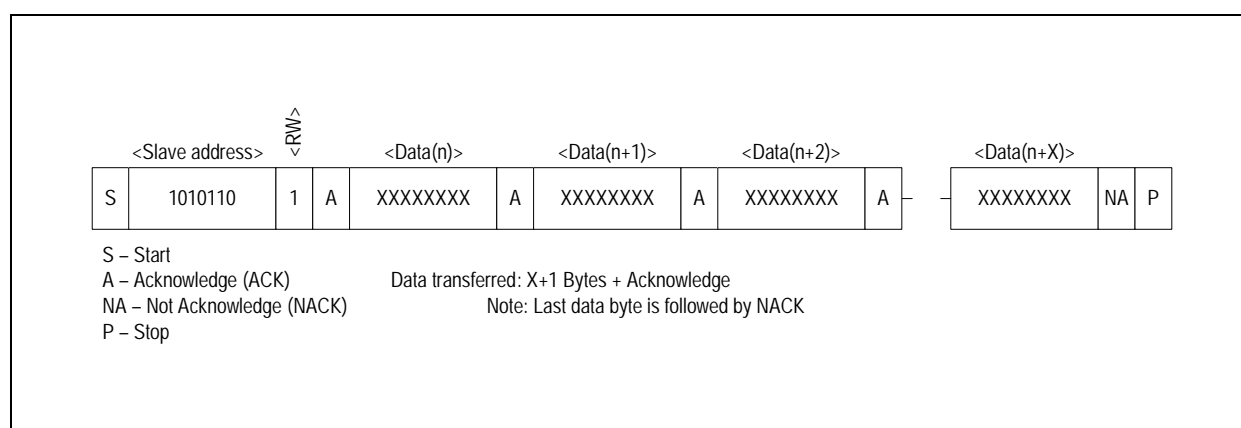 <RW>
<Slave address> <Data(n)> <Data(n+1)> <Data(n+2)> <Data(n+X)>
S 1010110 1 A XXXXXXXX A XXXXXXXX A XXXXXXXX A XXXXXXXX NA P
S – Start
A – Acknowledge (ACK) Data transferred: X+1 Bytes + Acknowledge
NA – Not Acknowledge (NACK) Note: Last data byte is followed by NACK
P – Stop